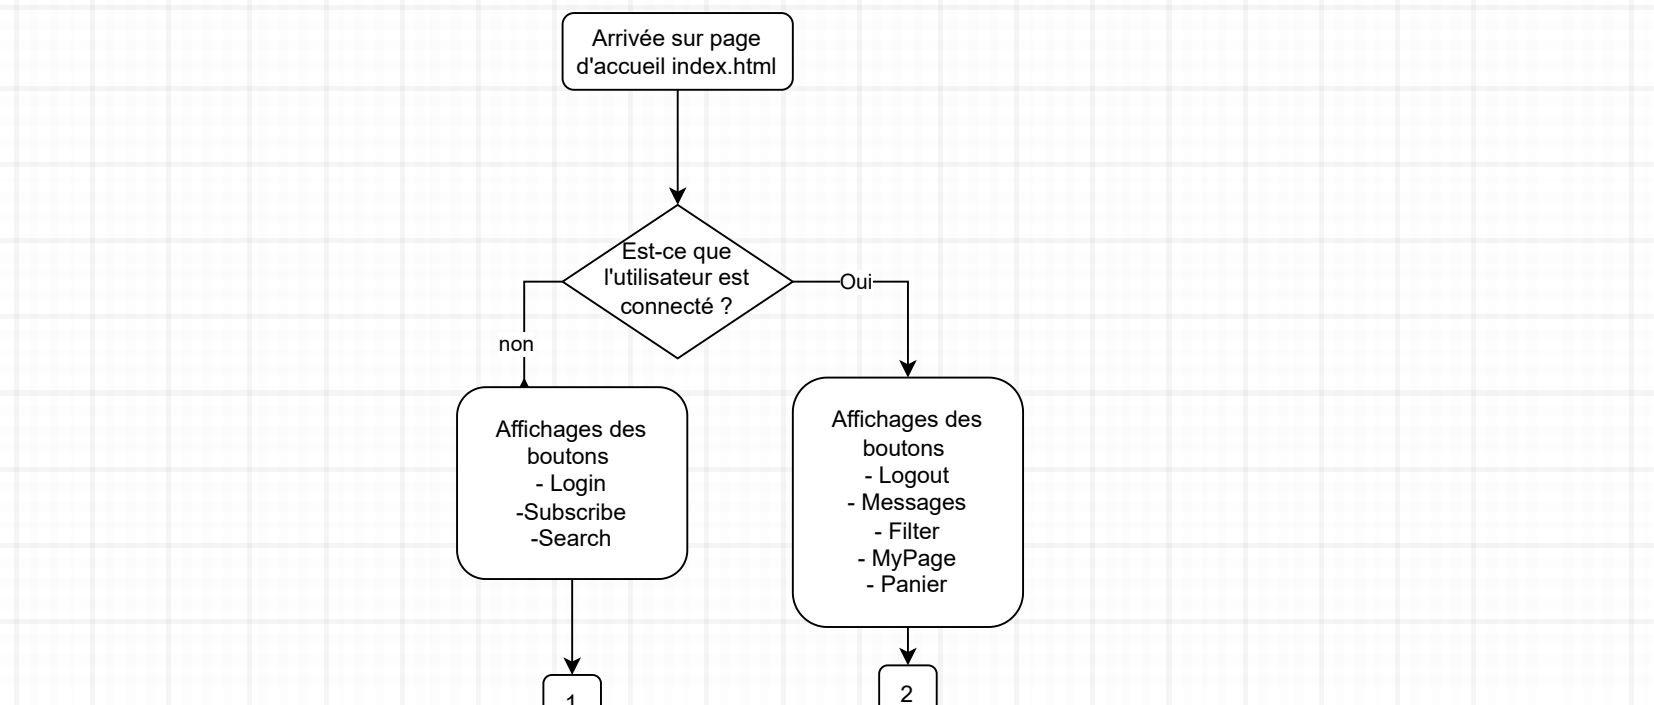 Arrivée sur page
d'accueil index.html
Est-ce que
l'utilisateur est
connecté ?
Oui
non
Affichages des
boutons
- Login
-Subscribe
-Search
Affichages des
boutons
- Logout
- Messages
- Filter
- MyPage
- Panier
1
2